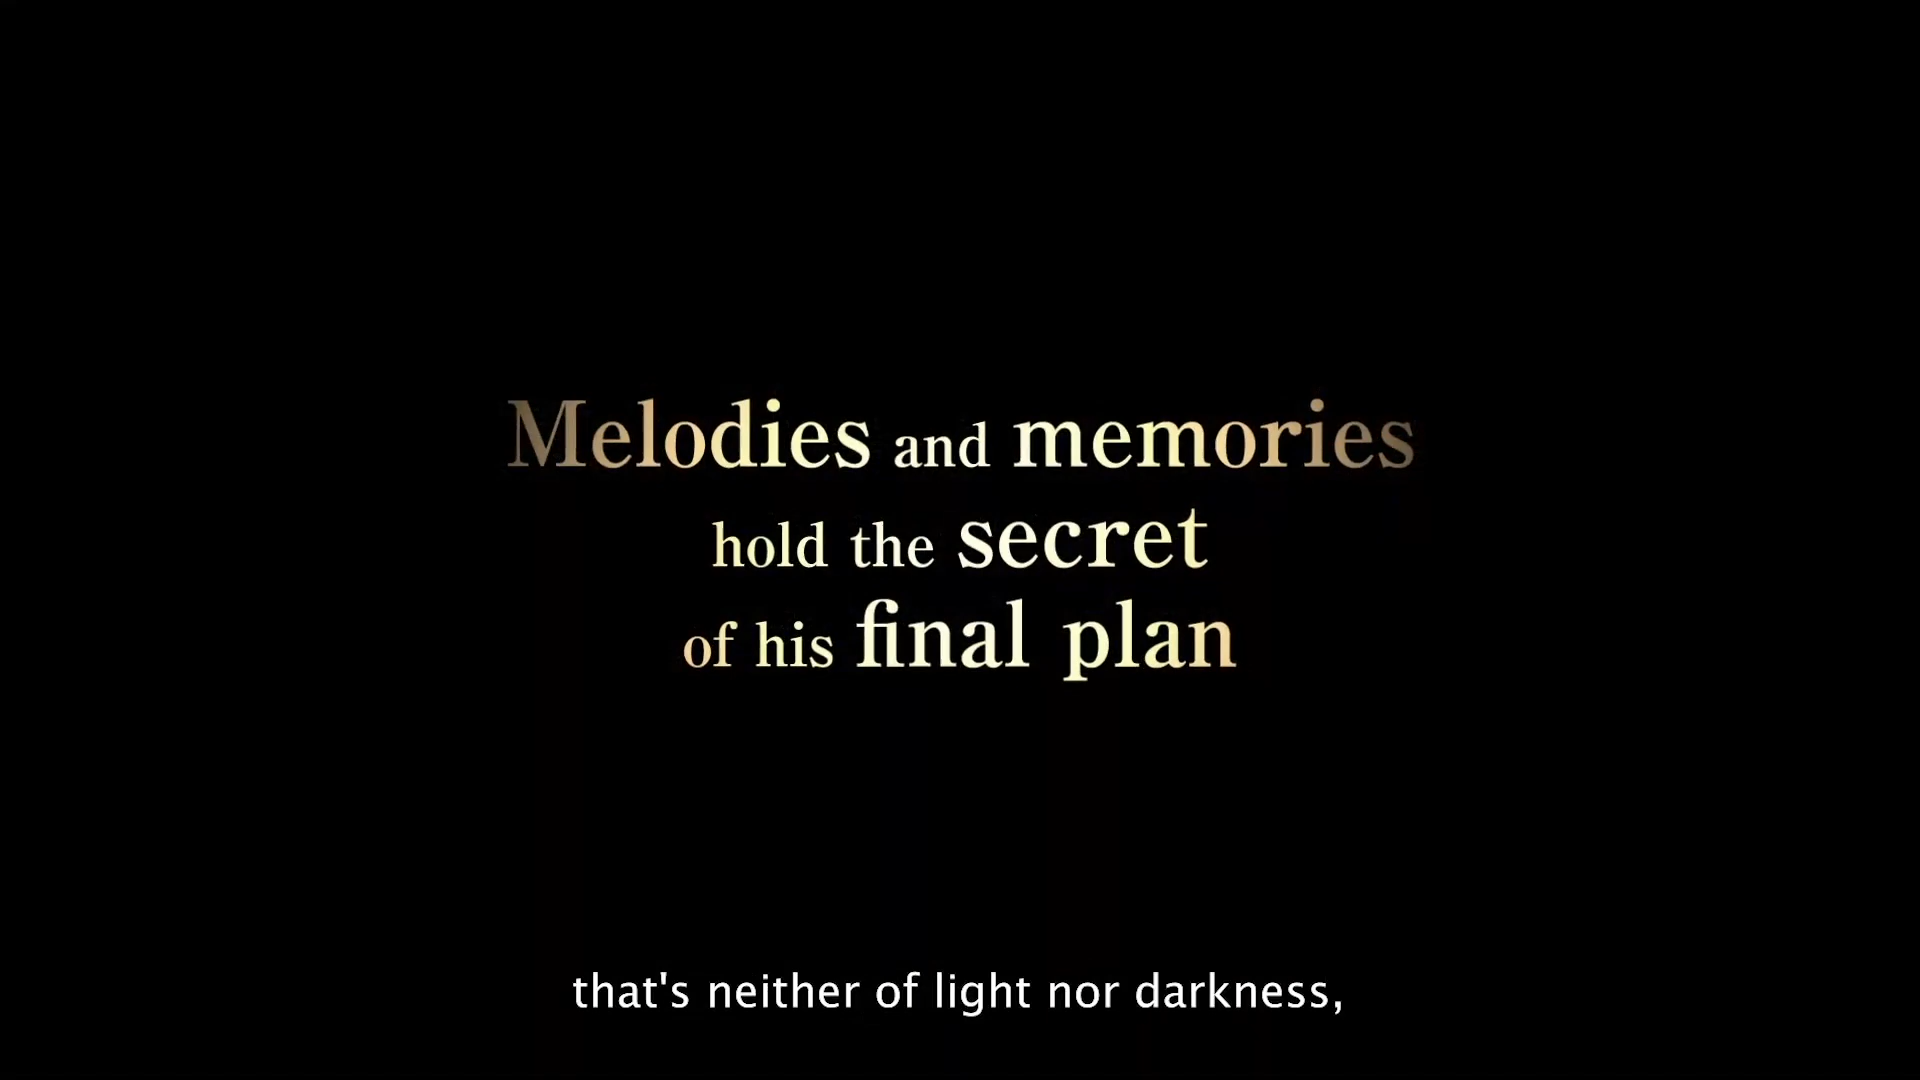 Melodies and memories
hold the secret
of his final plan
that's neither of light nor darkness,